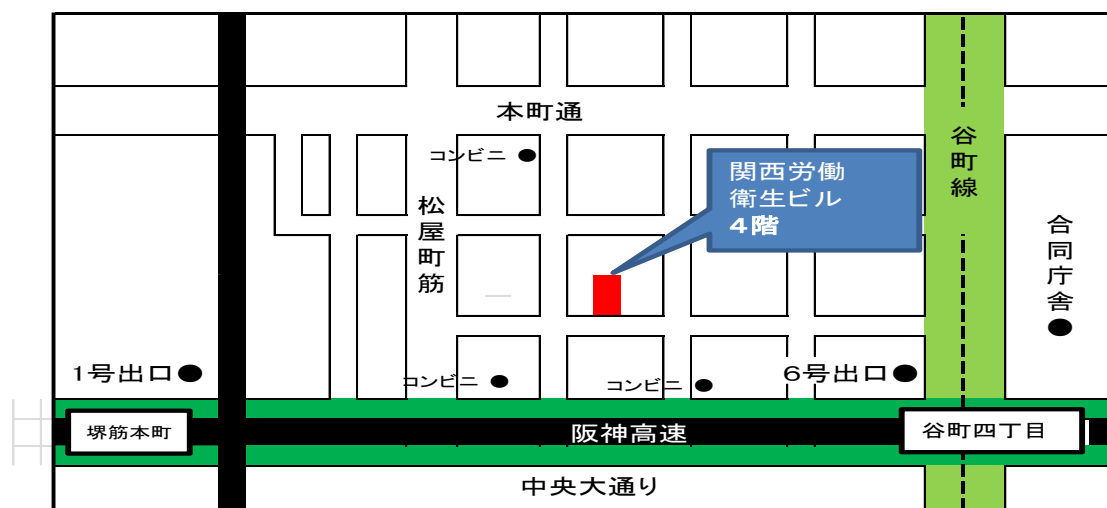 本町通
コンビニ
関西労働
衛生ビル
4階
谷町線
松屋町筋
合同庁舎
1号出口
コンビニ
コンビニ
6号出口
堺筋本町
阪神高速
谷町四丁目
中央大通り